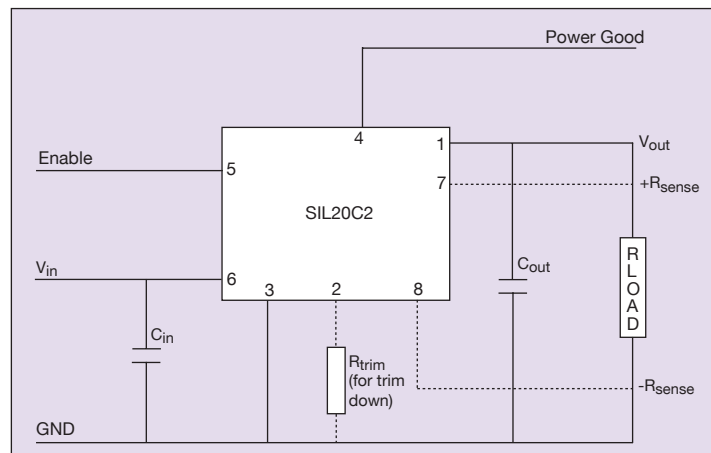 Power Good
4
1
Vout
Enable
5
7
+Rsense
SIL20C2
Vin
6
3
2
8
Cout
RLOAD
Cin
Rtrim
(for trim
down)
-Rsense
GND